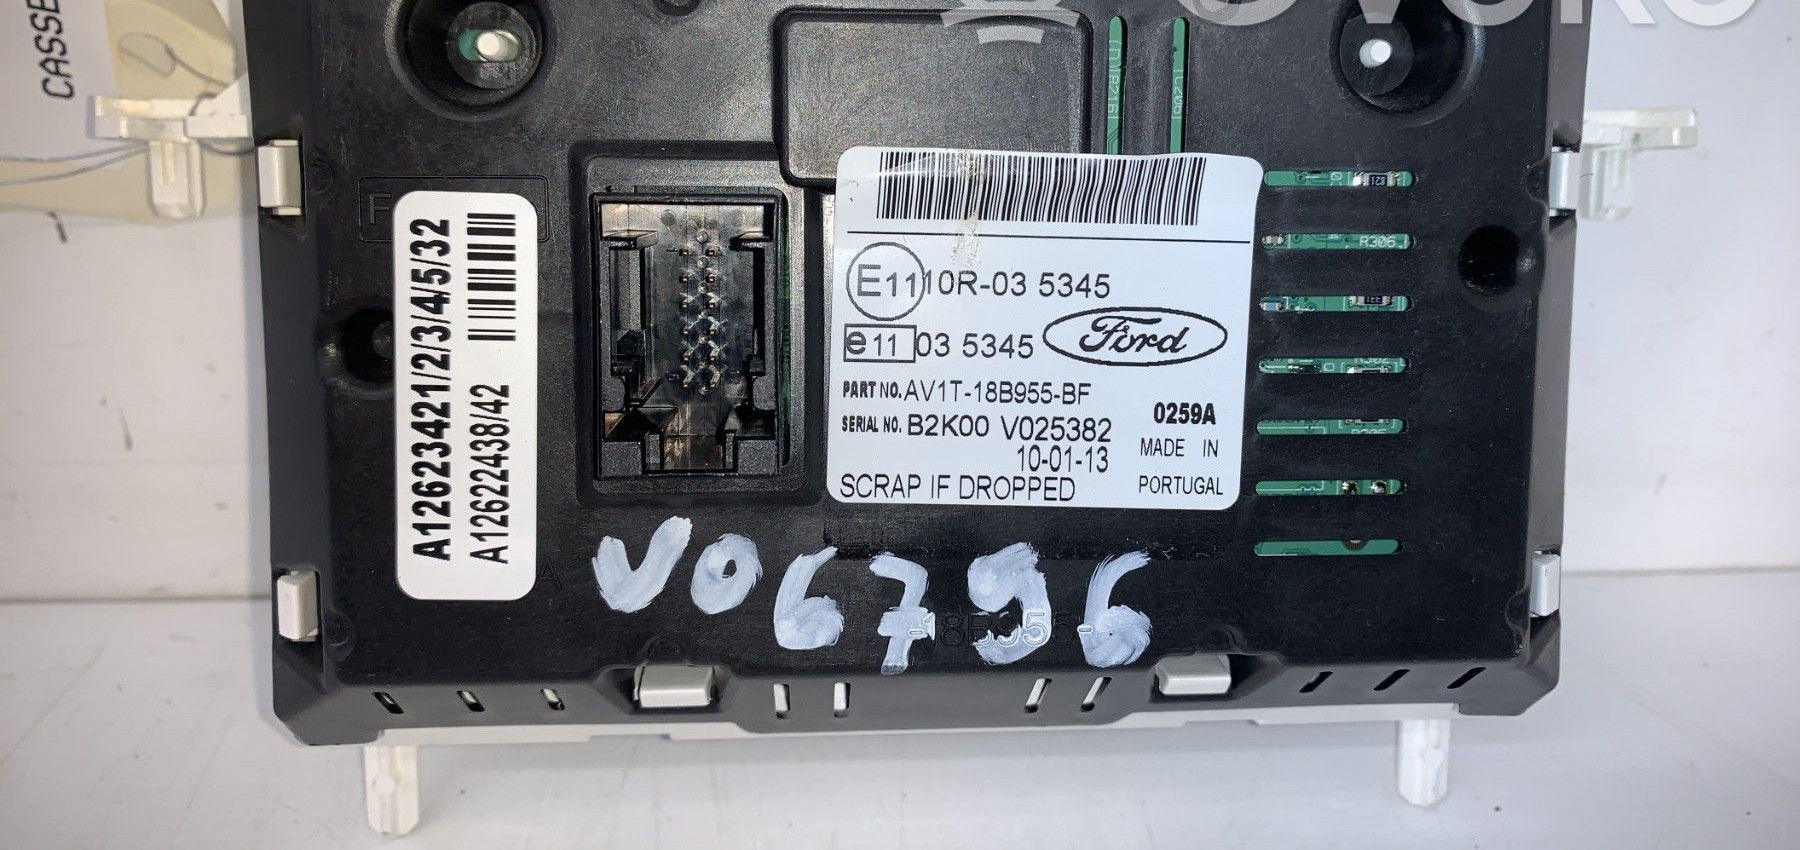 OVOKO
CASSE
F
A12623421/2/3/4/5/32
A12622438/42
E11 10R-03 5345
e11 03 5345 Ford
PART NO. AV1T-18B955-BF
SERIAL NO. B2K00 V025382 0259A
10-01-13 MADE IN
SCRAP IF DROPPED PORTUGAL
R306
V06796
-18B955-